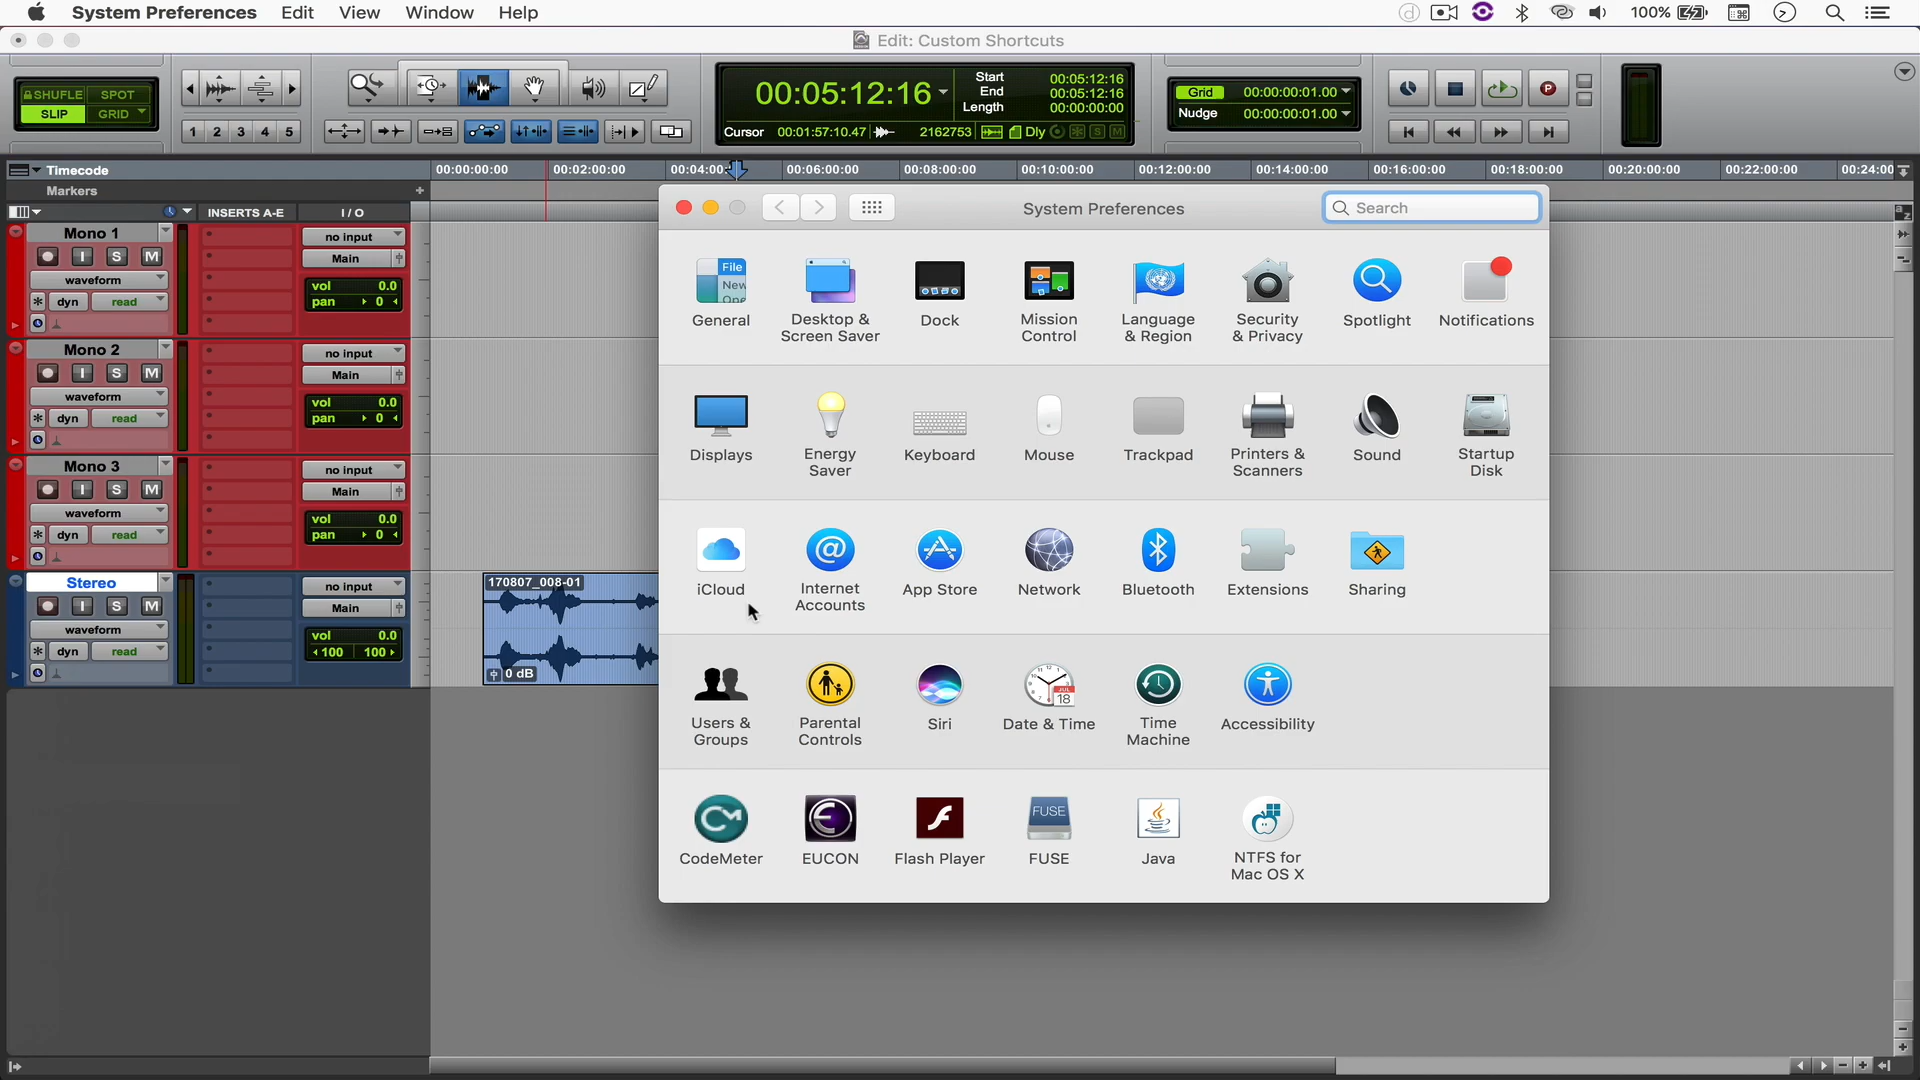 System Preferences Edit View Window Help
100%
Edit: Custom Shortcuts
SHUFFLE SPOT
SLIP GRID
1 2 3 4 5
00:05:12:16
Start 00:05:12:16
End 00:05:12:16
Length 00:00:00:00
Cursor 00:01:57:10.47 2162753 Dly S M
Grid 00:00:00:01.00
Nudge 00:00:00:01.00
P
Timecode
00:00:00:00 00:02:00:00 00:04:00: 00:06:00:00 00:08:00:00 00:10:00:00 00:12:00:00 00:14:00:00 00:16:00:00 00:18:00:00 00:20:00:00 00:22:00:00 00:24:00
Markers
INSERTS A-E I / O
Mono 1
I S M
waveform
dyn read
no input
Main
vol 0.0
pan 0
Mono 2
I S M
waveform
dyn read
no input
Main
vol 0.0
pan 0
Mono 3
I S M
waveform
dyn read
no input
Main
vol 0.0
pan 0
Stereo
I S M
waveform
dyn read
no input
Main
vol 0.0
100 100
170807_008-01
0 dB
System Preferences
Search
File
New
Ope
General
Desktop &
Screen Saver
Dock
Mission
Control
Language
& Region
Security
& Privacy
Spotlight
Notifications
Displays
Energy
Saver
Keyboard
Mouse
Trackpad
Printers &
Scanners
Sound
Startup
Disk
iCloud
Internet
Accounts
App Store
Network
Bluetooth
Extensions
Sharing
Users &
Groups
Parental
Controls
Siri
JUL
18
Date & Time
Time
Machine
Accessibility
CodeMeter
EUCON
Flash Player
FUSE
FUSE
Java
NTFS for
Mac OS X